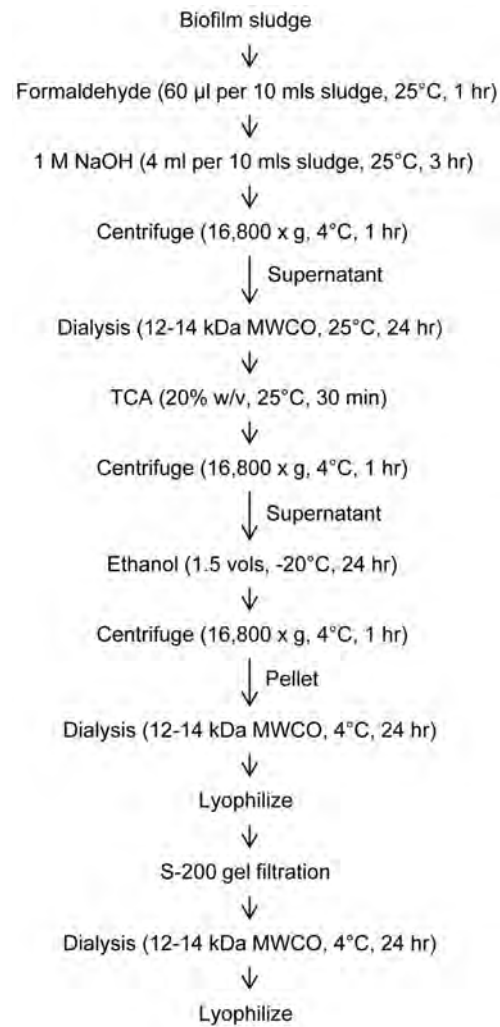 Biofilm sludge
Formaldehyde (60 µl per 10 mls sludge, 25°C, 1 hr)
1 M NaOH (4 ml per 10 mls sludge, 25°C, 3 hr)
Centrifuge (16,800 x g, 4°C, 1 hr)
Supernatant
Dialysis (12-14 kDa MWCO, 25°C, 24 hr)
TCA (20% w/v, 25°C, 30 min)
Centrifuge (16,800 x g, 4°C, 1 hr)
Supernatant
Ethanol (1.5 vols, -20°C, 24 hr)
Centrifuge (16,800 x g, 4°C, 1 hr)
Pellet
Dialysis (12-14 kDa MWCO, 4°C, 24 hr)
Lyophilize
S-200 gel filtration
Dialysis (12-14 kDa MWCO, 4°C, 24 hr)
Lyophilize